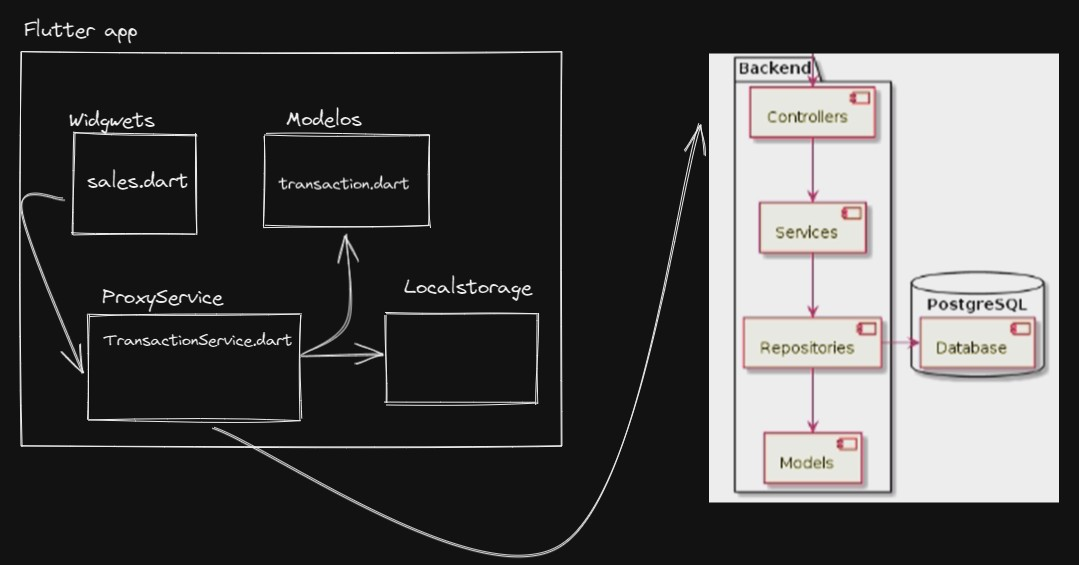 Flutter app
Widgwets
sales.dart
Modelos
transaction.dart
ProxyService
TransactionService.dart
Localstorage
Backend
Controllers
Services
Repositories
Models
PostgreSQL
Database